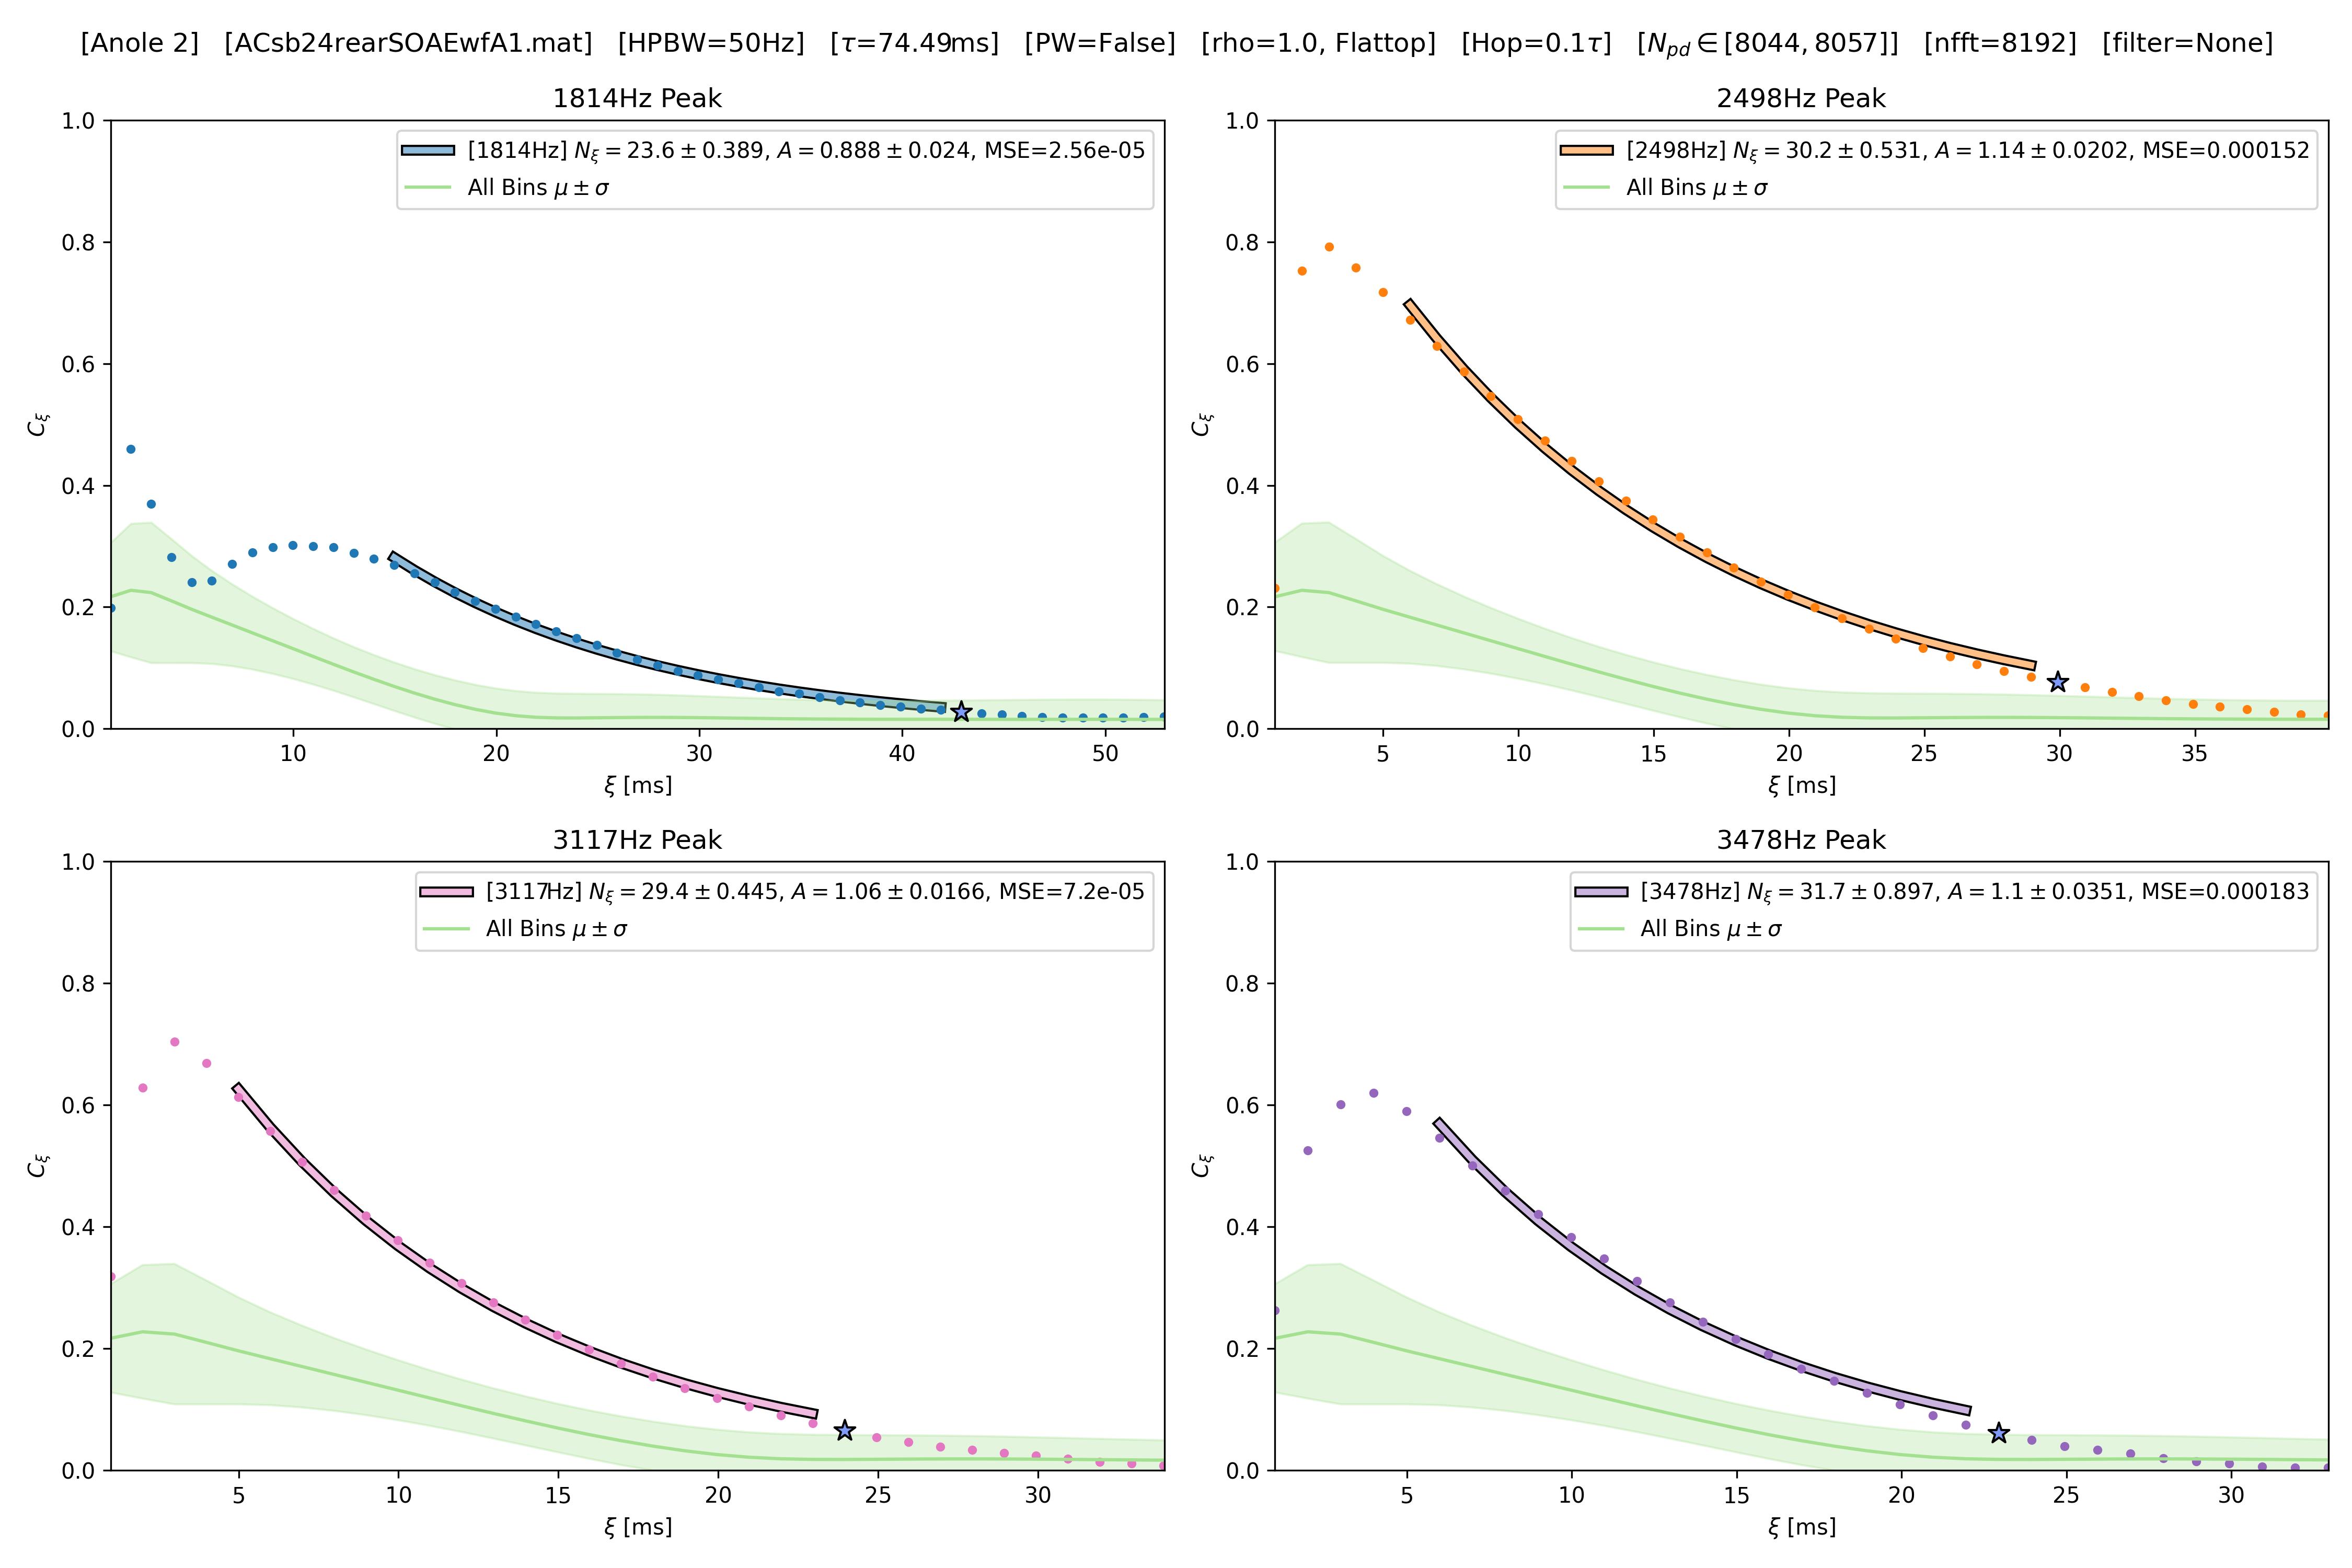 [Anole 2] [ACsb24rearSOAEwfA1.mat] [HPBW=50Hz] [τ=74.49ms] [PW=False] [rho=1.0, Flattop] [Hop=0.1τ] [N_pd ∈ [8044, 8057]] [nfft=8192] [filter=None]
1814Hz Peak
[1814Hz] N_ξ = 23.6 ± 0.389, A = 0.888 ± 0.024, MSE=2.56e-05
All Bins μ ± σ
1.0
0.8
0.6
0.4
0.2
0.0
C_ξ
10 20 30 40 50
ξ [ms]
2498Hz Peak
[2498Hz] N_ξ = 30.2 ± 0.531, A = 1.14 ± 0.0202, MSE=0.000152
All Bins μ ± σ
1.0
0.8
0.6
0.4
0.2
0.0
C_ξ
5 10 15 20 25 30 35
ξ [ms]
3117Hz Peak
[3117Hz] N_ξ = 29.4 ± 0.445, A = 1.06 ± 0.0166, MSE=7.2e-05
All Bins μ ± σ
1.0
0.8
0.6
0.4
0.2
0.0
C_ξ
5 10 15 20 25 30
ξ [ms]
3478Hz Peak
[3478Hz] N_ξ = 31.7 ± 0.897, A = 1.1 ± 0.0351, MSE=0.000183
All Bins μ ± σ
1.0
0.8
0.6
0.4
0.2
0.0
C_ξ
5 10 15 20 25 30
ξ [ms]